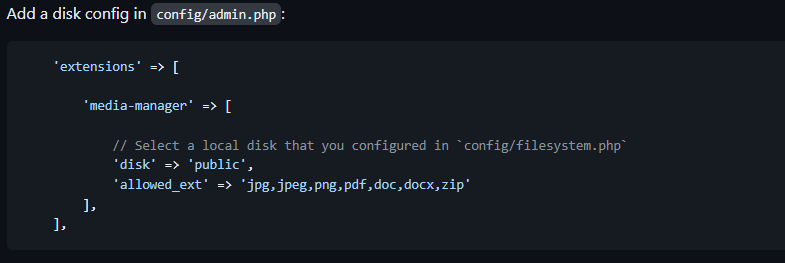 Add a disk config in config/admin.php:
'extensions' => [
'media-manager' => [
// Select a local disk that you configured in `config/filesystem.php`
'disk' => 'public',
'allowed_ext' => 'jpg,jpeg,png,pdf,doc,docx,zip'
],
],